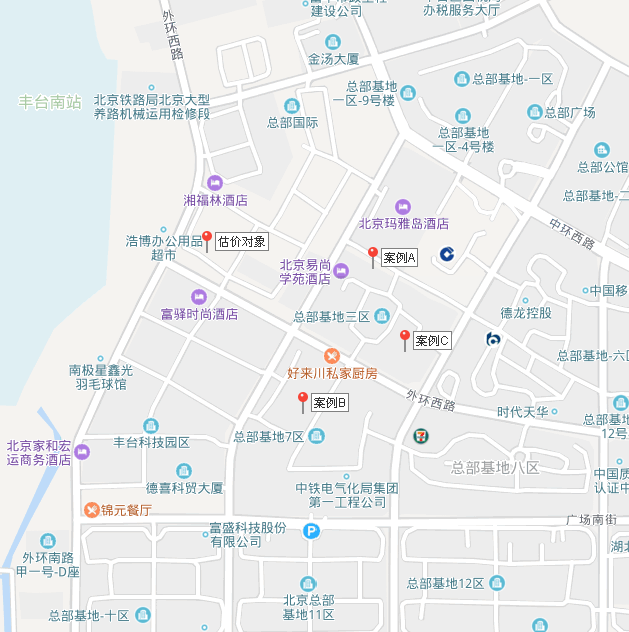 建设公司
办税服务大厅
外环西路
金汤大厦
总部基地-一区
总部基地
一区-9号楼
丰台南站
北京铁路局北京大型
养路机械运用检修段
总部国际
总部广场
总部基地
一区-4号楼
总部公馆
湘福林酒店
总部基地-二
北京玛雅岛酒店
中环西路
浩博办公用品
超市
估价对象
案例A
北京易尚
学苑酒店
中国移
富驿时尚酒店
总部基地三区
德龙控股
案例C
总部基地-六
南极星鑫光
羽毛球馆
好来川私家厨房
外环西路
案例B
时代天华
总部基地
12号
丰台科技园区
总部基地7区
北京家和宏
运商务酒店
总部基地八区
中国质
认证中
德喜科贸大厦
中铁电气化局集团
第一工程公司
锦元餐厅
广场南街
富盛科技股份
有限公司
P
7
外环南路
甲一号-D座
湖北
总部基地12区
北京总部
基地11区
总部基地-十区